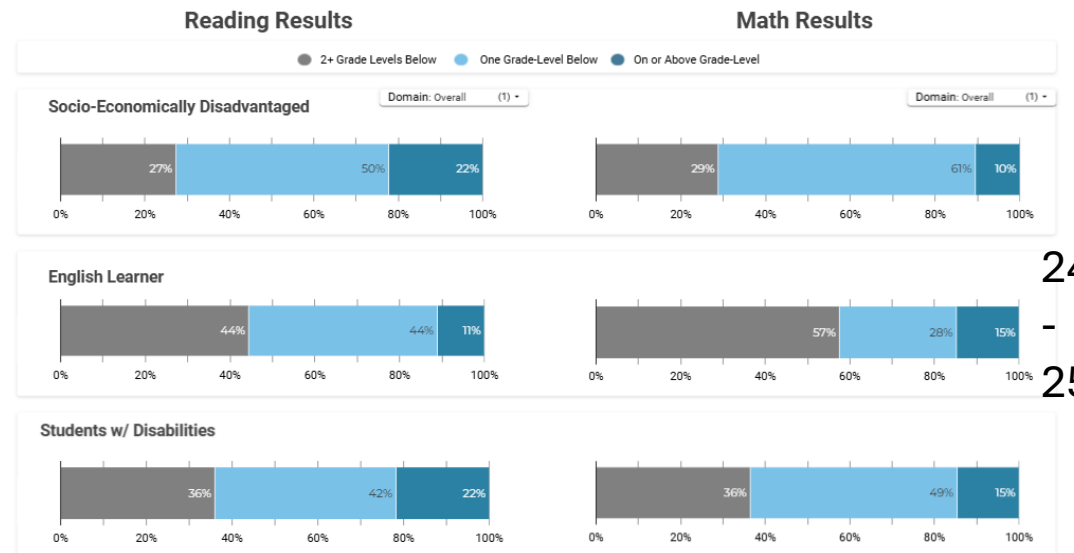 Reading Results
Math Results
2+ Grade Levels Below One Grade-Level Below On or Above Grade-Level
Socio-Economically Disadvantaged
Domain: Overall (1)
Domain: Overall (1)
27% 50% 22%
0% 20% 40% 60% 80% 100%
29% 61% 10%
0% 20% 40% 60% 80% 100%
English Learner
44% 44% 11%
0% 20% 40% 60% 80% 100%
57% 28% 15%
0% 20% 40% 60% 80% 100%
24
-
25
Students w/ Disabilities
36% 42% 22%
0% 20% 40% 60% 80% 100%
36% 49% 15%
0% 20% 40% 60% 80% 100%